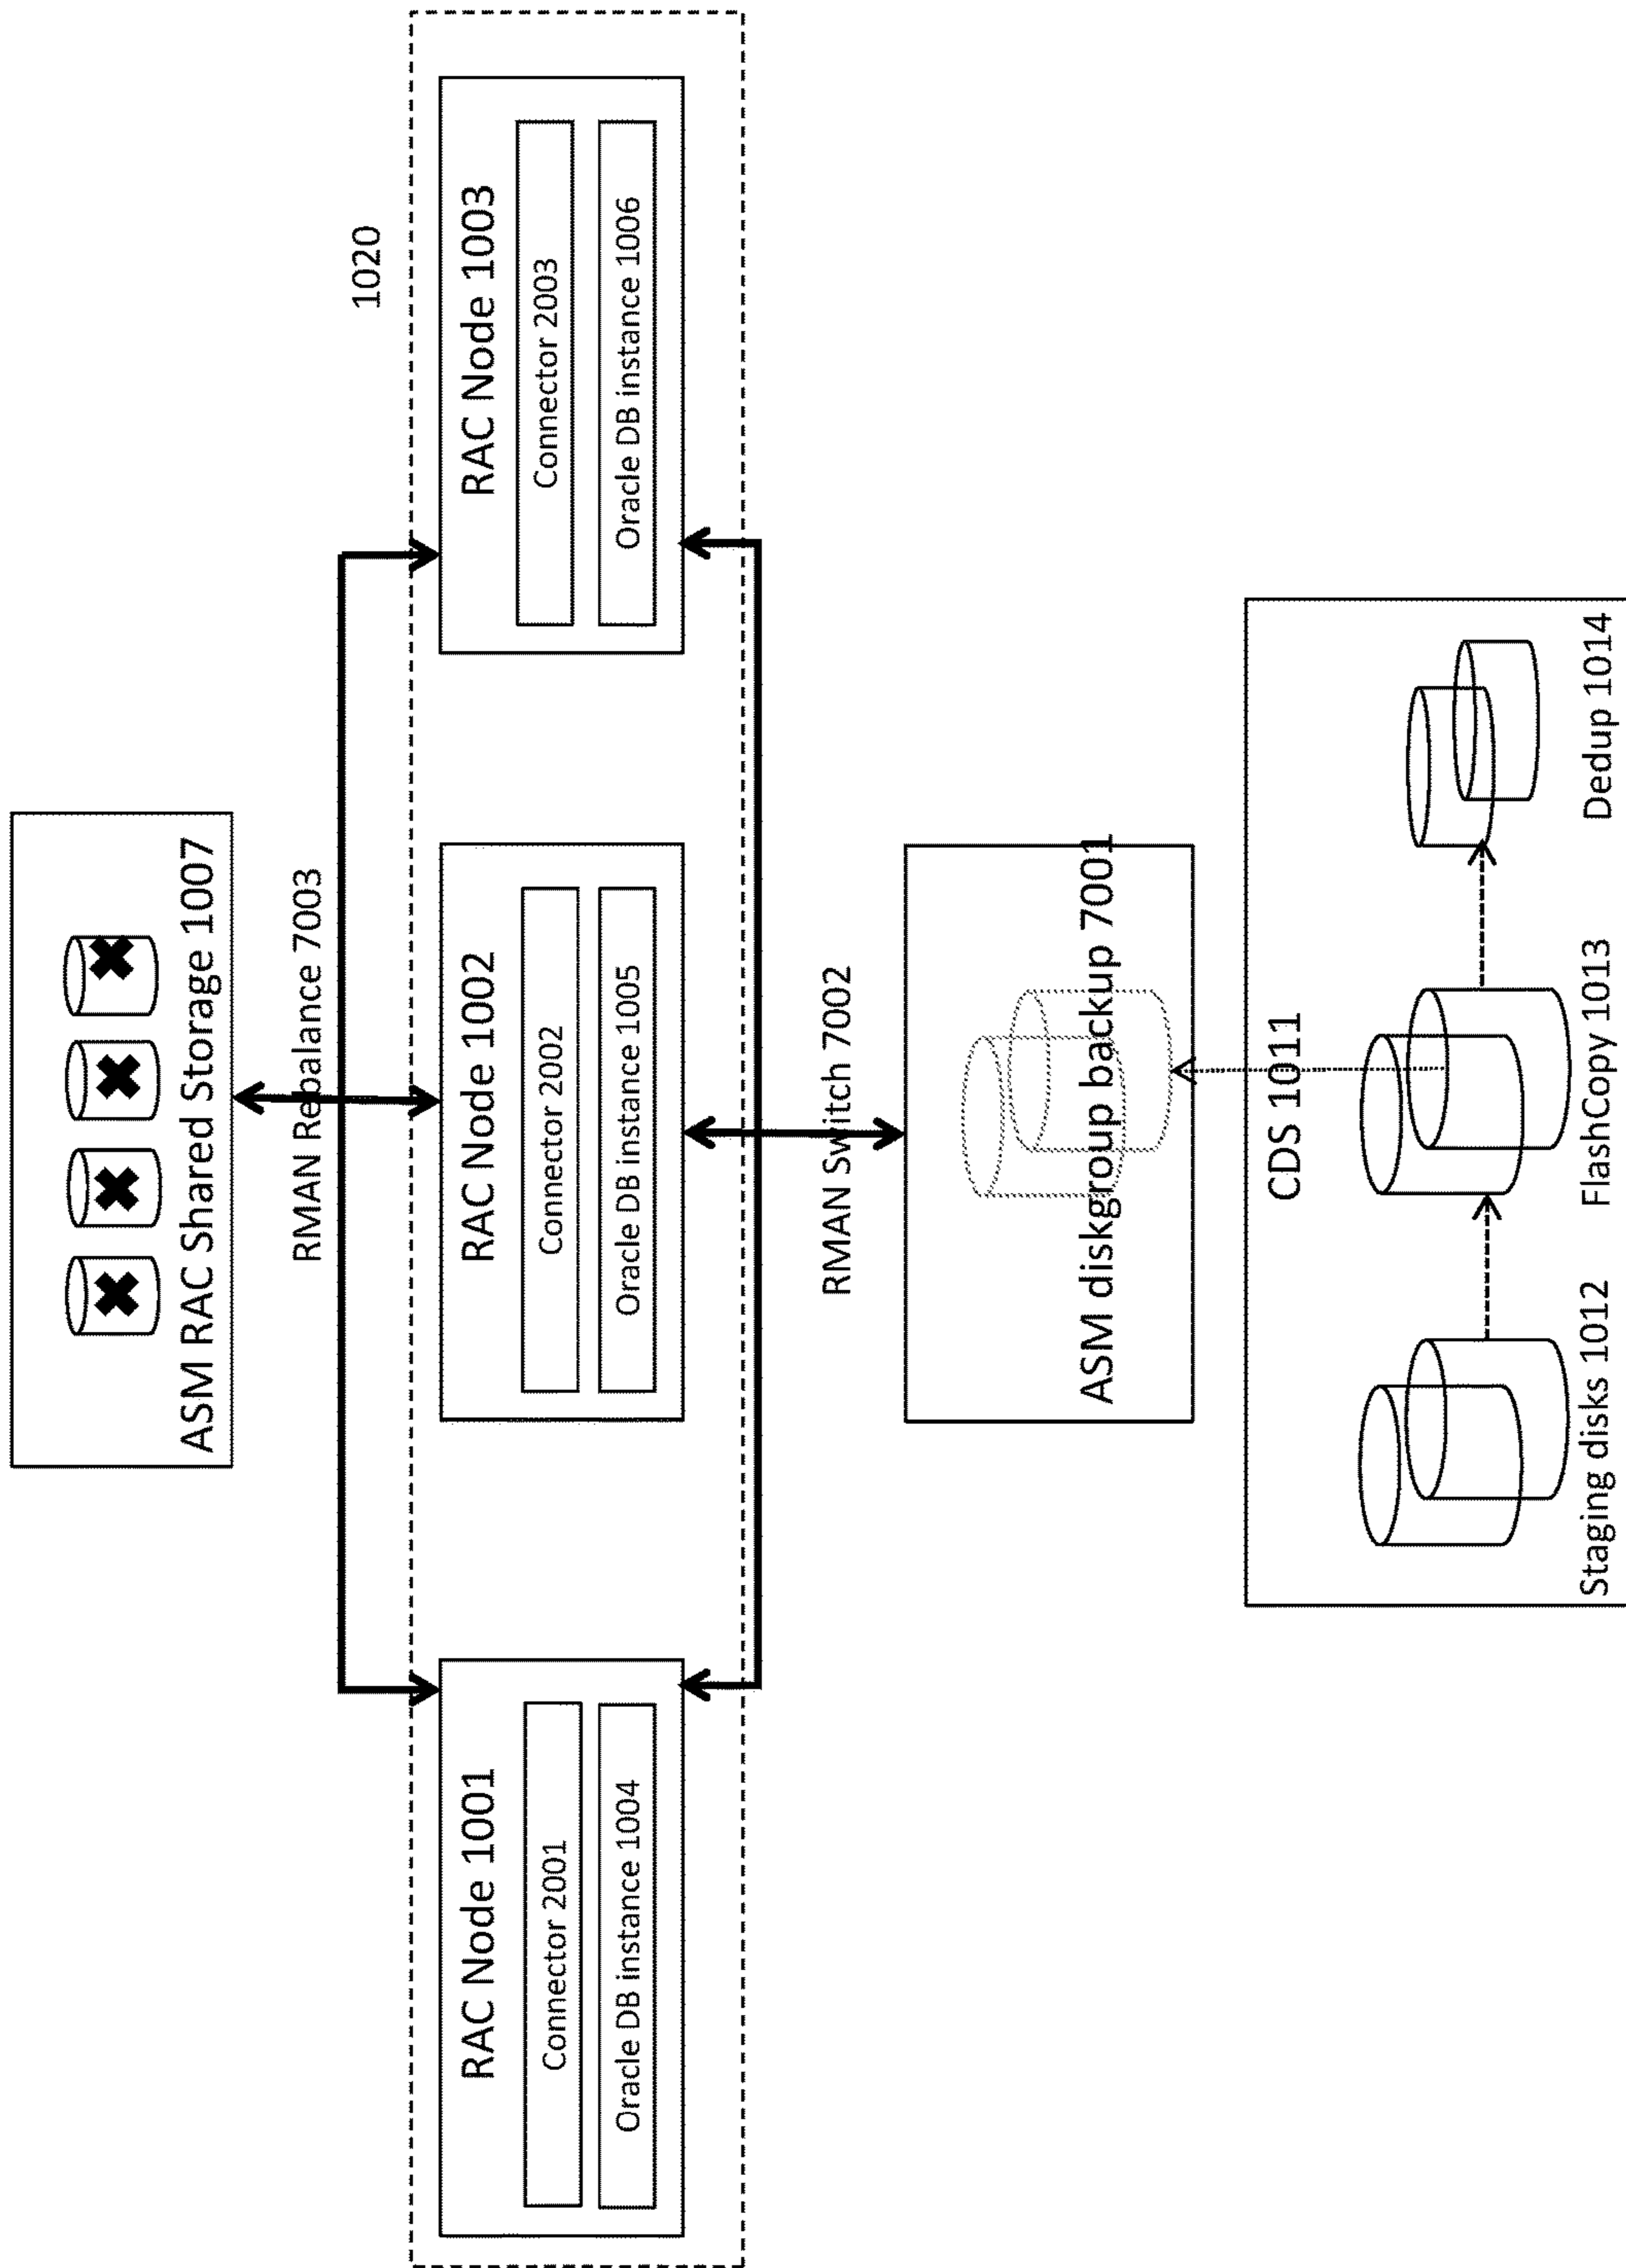 ASM RAC Shared Storage 1007
RMAN Rebalance 7003
1020
RAC Node 1001
Connector 2001
Oracle DB instance 1004
RAC Node 1002
Connector 2002
Oracle DB instance 1005
RAC Node 1003
Connector 2003
Oracle DB instance 1006
RMAN Switch 7002
ASM diskgroup backup 7001
CDS 1011
Staging disks 1012
FlashCopy 1013
Dedup 1014